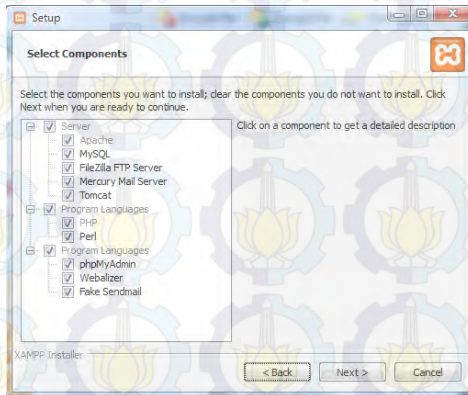 Setup
Select Components
Select the components you want to install; clear the components you do not want to install. Click
Next when you are ready to continue.
Server
Apache
MySQL
FileZilla FTP Server
Mercury Mail Server
Tomcat
Program Languages
PHP
Perl
Program Languages
phpMyAdmin
Webalizer
Fake Sendmail
Click on a component to get a detailed description
XAMPP Installer
< Back
Next >
Cancel